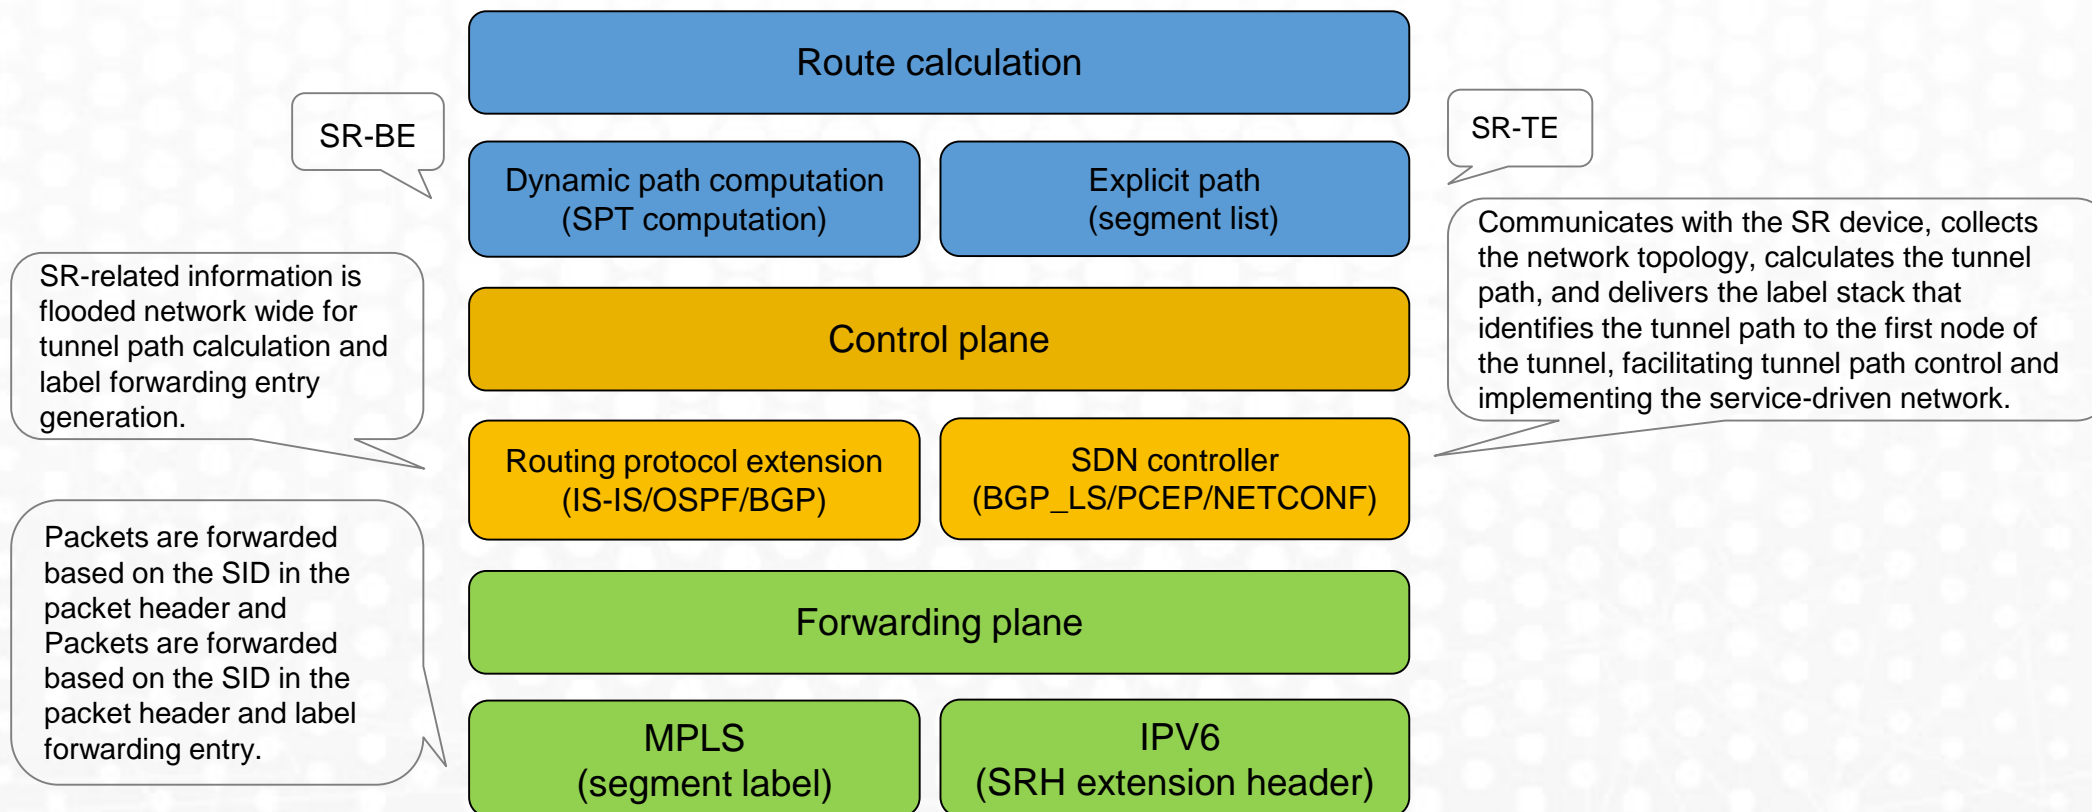 Route calculation
SR-BE
SR-TE
Dynamic path computation
(SPT computation)
Explicit path
(segment list)
Communicates with the SR device, collects
the network topology, calculates the tunnel
path, and delivers the label stack that
identifies the tunnel path to the first node of
the tunnel, facilitating tunnel path control and
implementing the service-driven network.
SR-related information is
flooded network wide for
tunnel path calculation and
label forwarding entry
generation.
Control plane
Routing protocol extension
(IS-IS/OSPF/BGP)
SDN controller
(BGP_LS/PCEP/NETCONF)
Packets are forwarded
based on the SID in the
packet header and
Packets are forwarded
based on the SID in the
packet header and label
forwarding entry.
Forwarding plane
MPLS
(segment label)
IPV6
(SRH extension header)